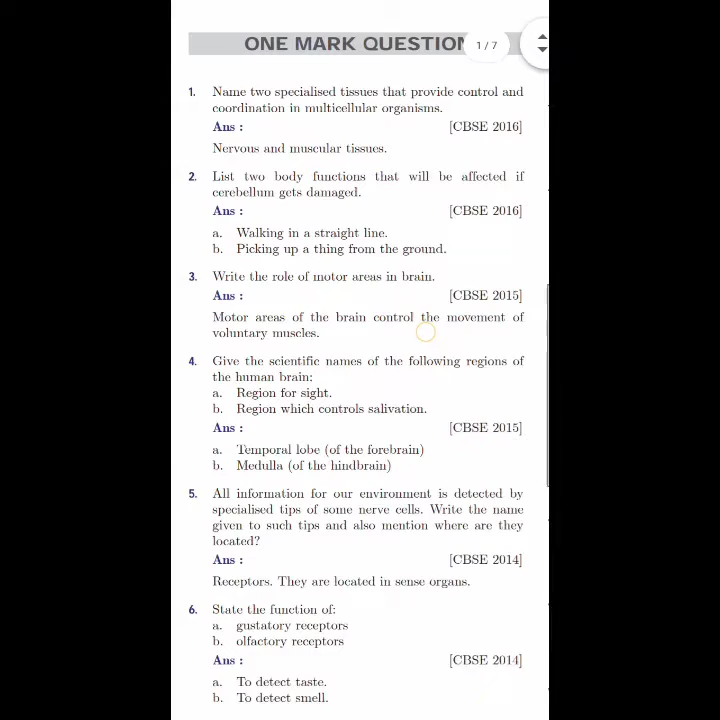 ONE MARK QUESTION
1 / 7
1. Name two specialised tissues that provide control and
coordination in multicellular organisms.
Ans : [CBSE 2016]
Nervous and muscular tissues.
2. List two body functions that will be affected if
cerebellum gets damaged.
Ans : [CBSE 2016]
a. Walking in a straight line.
b. Picking up a thing from the ground.
3. Write the role of motor areas in brain.
Ans : [CBSE 2015]
Motor areas of the brain control the movement of
voluntary muscles.
4. Give the scientific names of the following regions of
the human brain:
a. Region for sight.
b. Region which controls salivation.
Ans : [CBSE 2015]
a. Temporal lobe (of the forebrain)
b. Medulla (of the hindbrain)
5. All information for our environment is detected by
specialised tips of some nerve cells. Write the name
given to such tips and also mention where are they
located?
Ans : [CBSE 2014]
Receptors. They are located in sense organs.
6. State the function of:
a. gustatory receptors
b. olfactory receptors
Ans : [CBSE 2014]
a. To detect taste.
b. To detect smell.